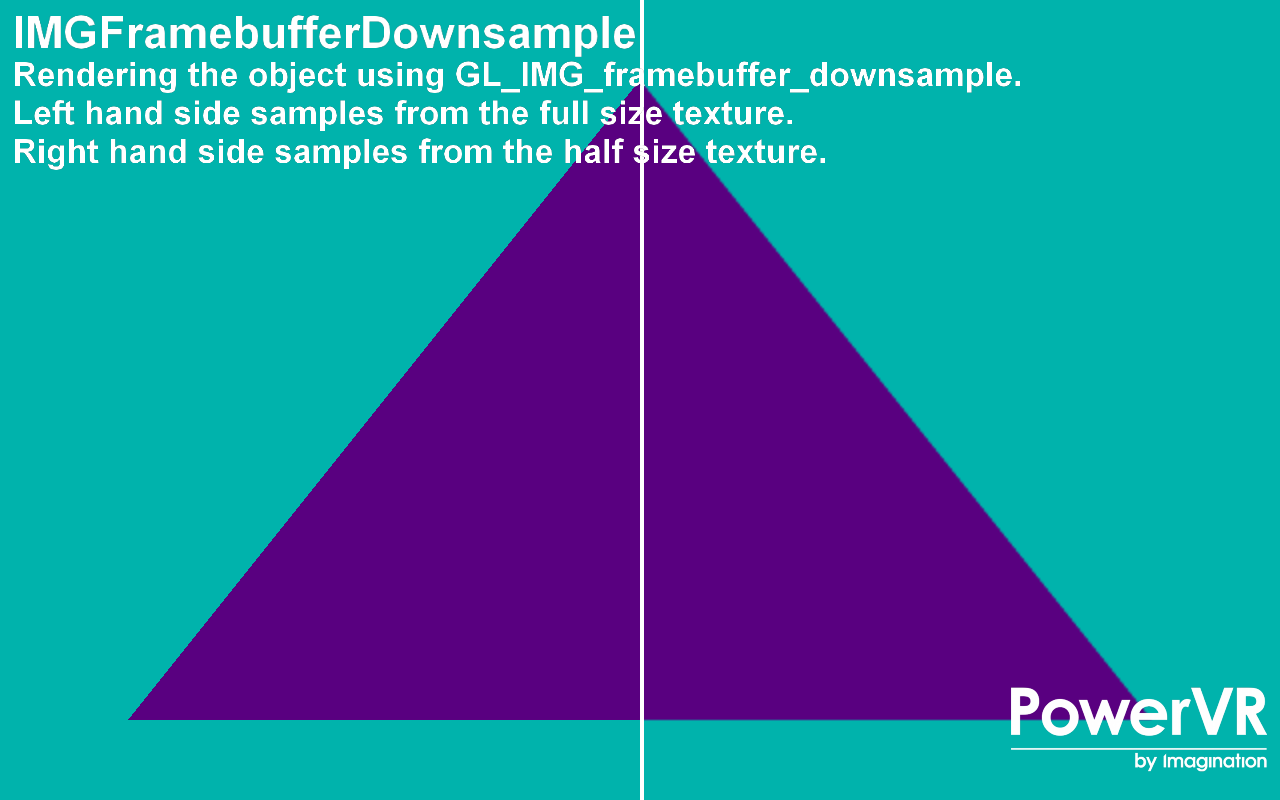 IMGFramebufferDownsample
Rendering the object using GL_IMG_framebuffer_downsample.
Left hand side samples from the full size texture.
Right hand side samples from the half size texture.
PowerVR
by Imagination